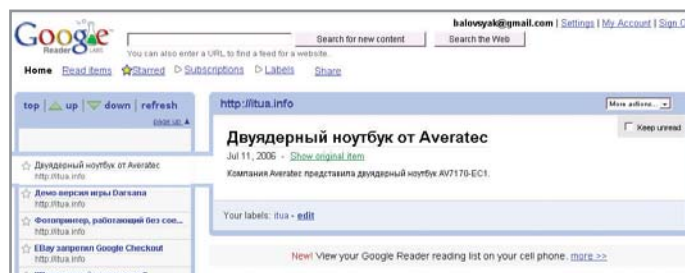 balovsyak@gmail.com | Settings | My Account | Sign
Google
Reader LABS
Search for new content
Search the Web
You can also enter a URL to find a feed for a website.
Home Read items Starred Subscriptions Labels Share
top | up | down | refresh
page up
http://itua.info
More actions...
Keep unread
Двуядерный ноутбук от Averatec
Jul 11, 2006 - Show original item
Компания Averatec представила двуядерный ноутбук AV7170-EC1.
Your labels: itua - edit
New! View your Google Reader reading list on your cell phone. more >>
Двуядерный ноутбук от Averatec
http://itua.info
Демо-версия игры Darsana
http://itua.info
Фотопринтер, работающий без сое...
http://itua.info
EBay запретил Google Checkout
http://itua.info